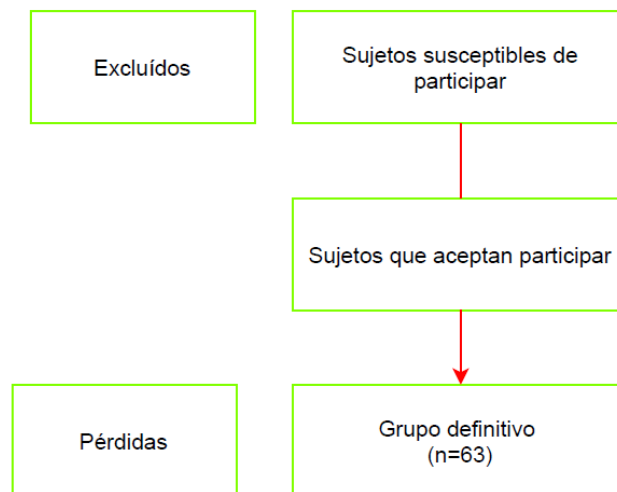 Excluídos
Sujetos susceptibles de
participar
Sujetos que aceptan participar
Pérdidas
Grupo definitivo
(n=63)